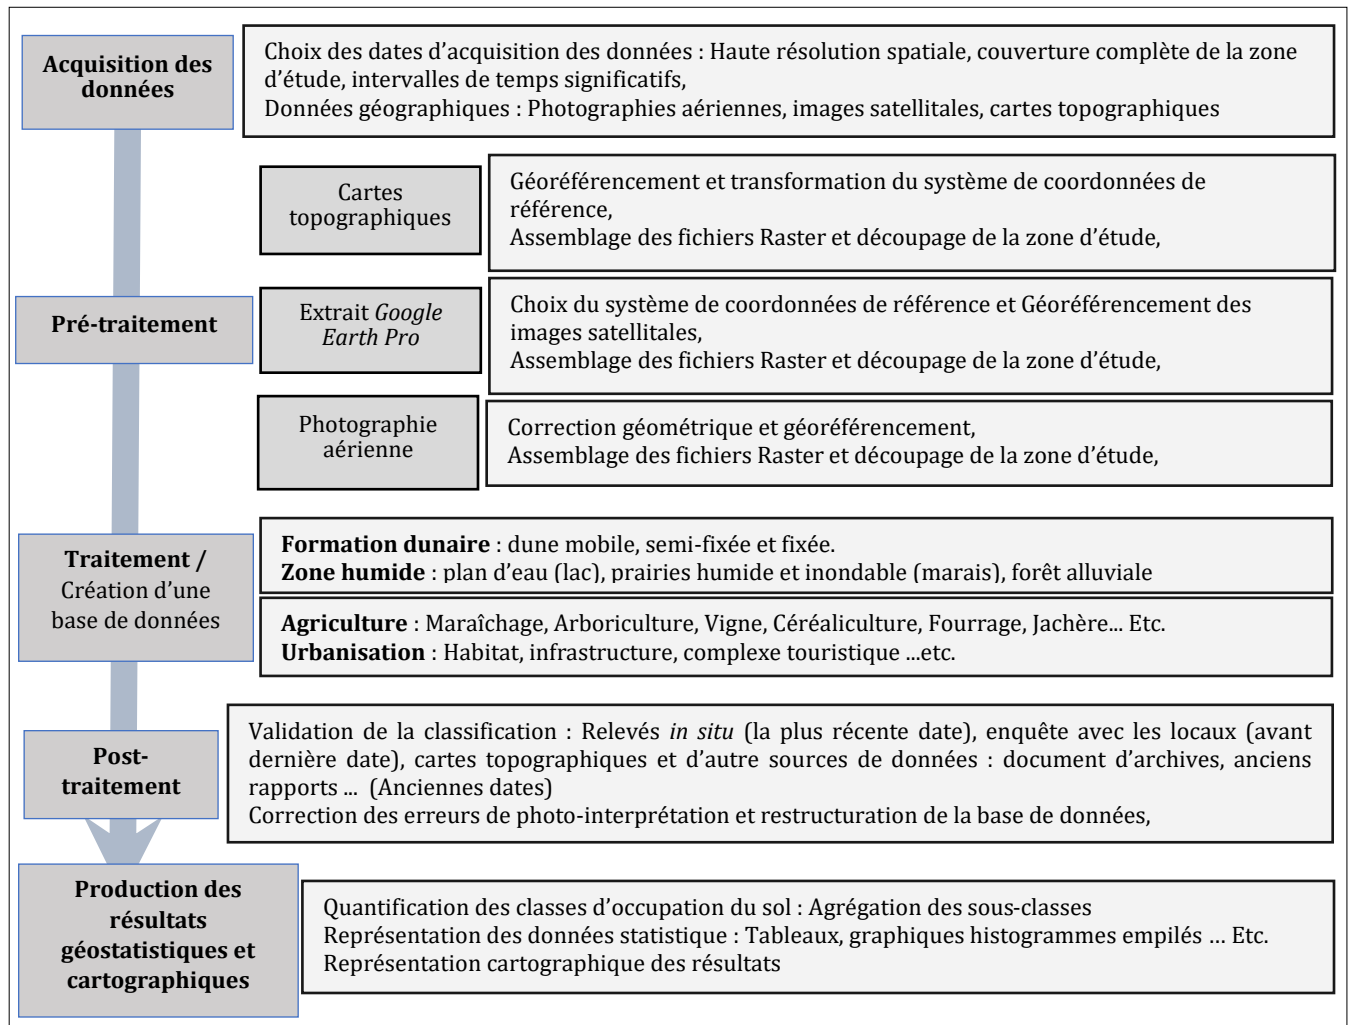 Acquisition des
données
Choix des dates d’acquisition des données : Haute résolution spatiale, couverture complète de la zone
d’étude, intervalles de temps significatifs,
Données géographiques : Photographies aériennes, images satellitales, cartes topographiques
Cartes
topographiques
Géoréférencement et transformation du système de coordonnées de
référence,
Assemblage des fichiers Raster et découpage de la zone d’étude,
Pré-traitement
Extrait Google
Earth Pro
Choix du système de coordonnées de référence et Géoréférencement des
images satellitales,
Assemblage des fichiers Raster et découpage de la zone d’étude,
Photographie
aérienne
Correction géométrique et géoréférencement,
Assemblage des fichiers Raster et découpage de la zone d’étude,
Traitement /
Création d’une
base de données
Formation dunaire : dune mobile, semi-fixée et fixée.
Zone humide : plan d’eau (lac), prairies humide et inondable (marais), forêt alluviale
Agriculture : Maraîchage, Arboriculture, Vigne, Céréaliculture, Fourrage, Jachère... Etc.
Urbanisation : Habitat, infrastructure, complexe touristique ...etc.
Post-
traitement
Validation de la classification : Relevés in situ (la plus récente date), enquête avec les locaux (avant
dernière date), cartes topographiques et d’autre sources de données : document d’archives, anciens
rapports ... (Anciennes dates)
Correction des erreurs de photo-interprétation et restructuration de la base de données,
Production des
résultats
géostatistiques et
cartographiques
Quantification des classes d’occupation du sol : Agrégation des sous-classes
Représentation des données statistique : Tableaux, graphiques histogrammes empilés ... Etc.
Représentation cartographique des résultats